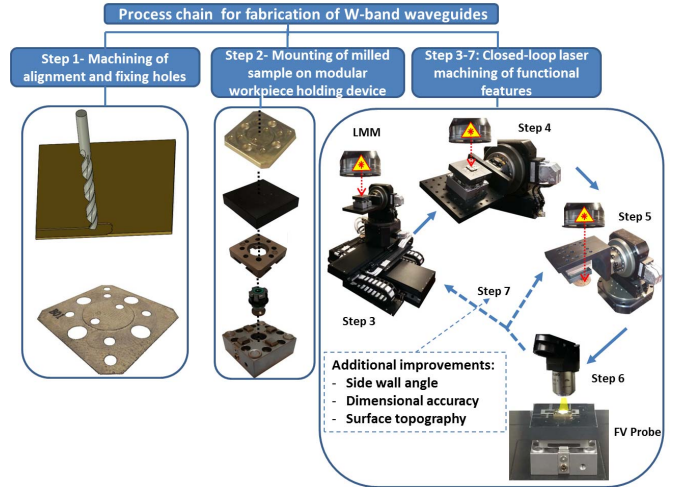 Process chain for fabrication of W-band waveguides
Step 1- Machining of
alignment and fixing holes
Step 2- Mounting of milled
sample on modular
workpiece holding device
Step 3-7: Closed-loop laser
machining of functional
features
LMM
Step 4
Step 5
Step 3
Step 7
Additional improvements:
- Side wall angle
- Dimensional accuracy
- Surface topography
Step 6
FV Probe